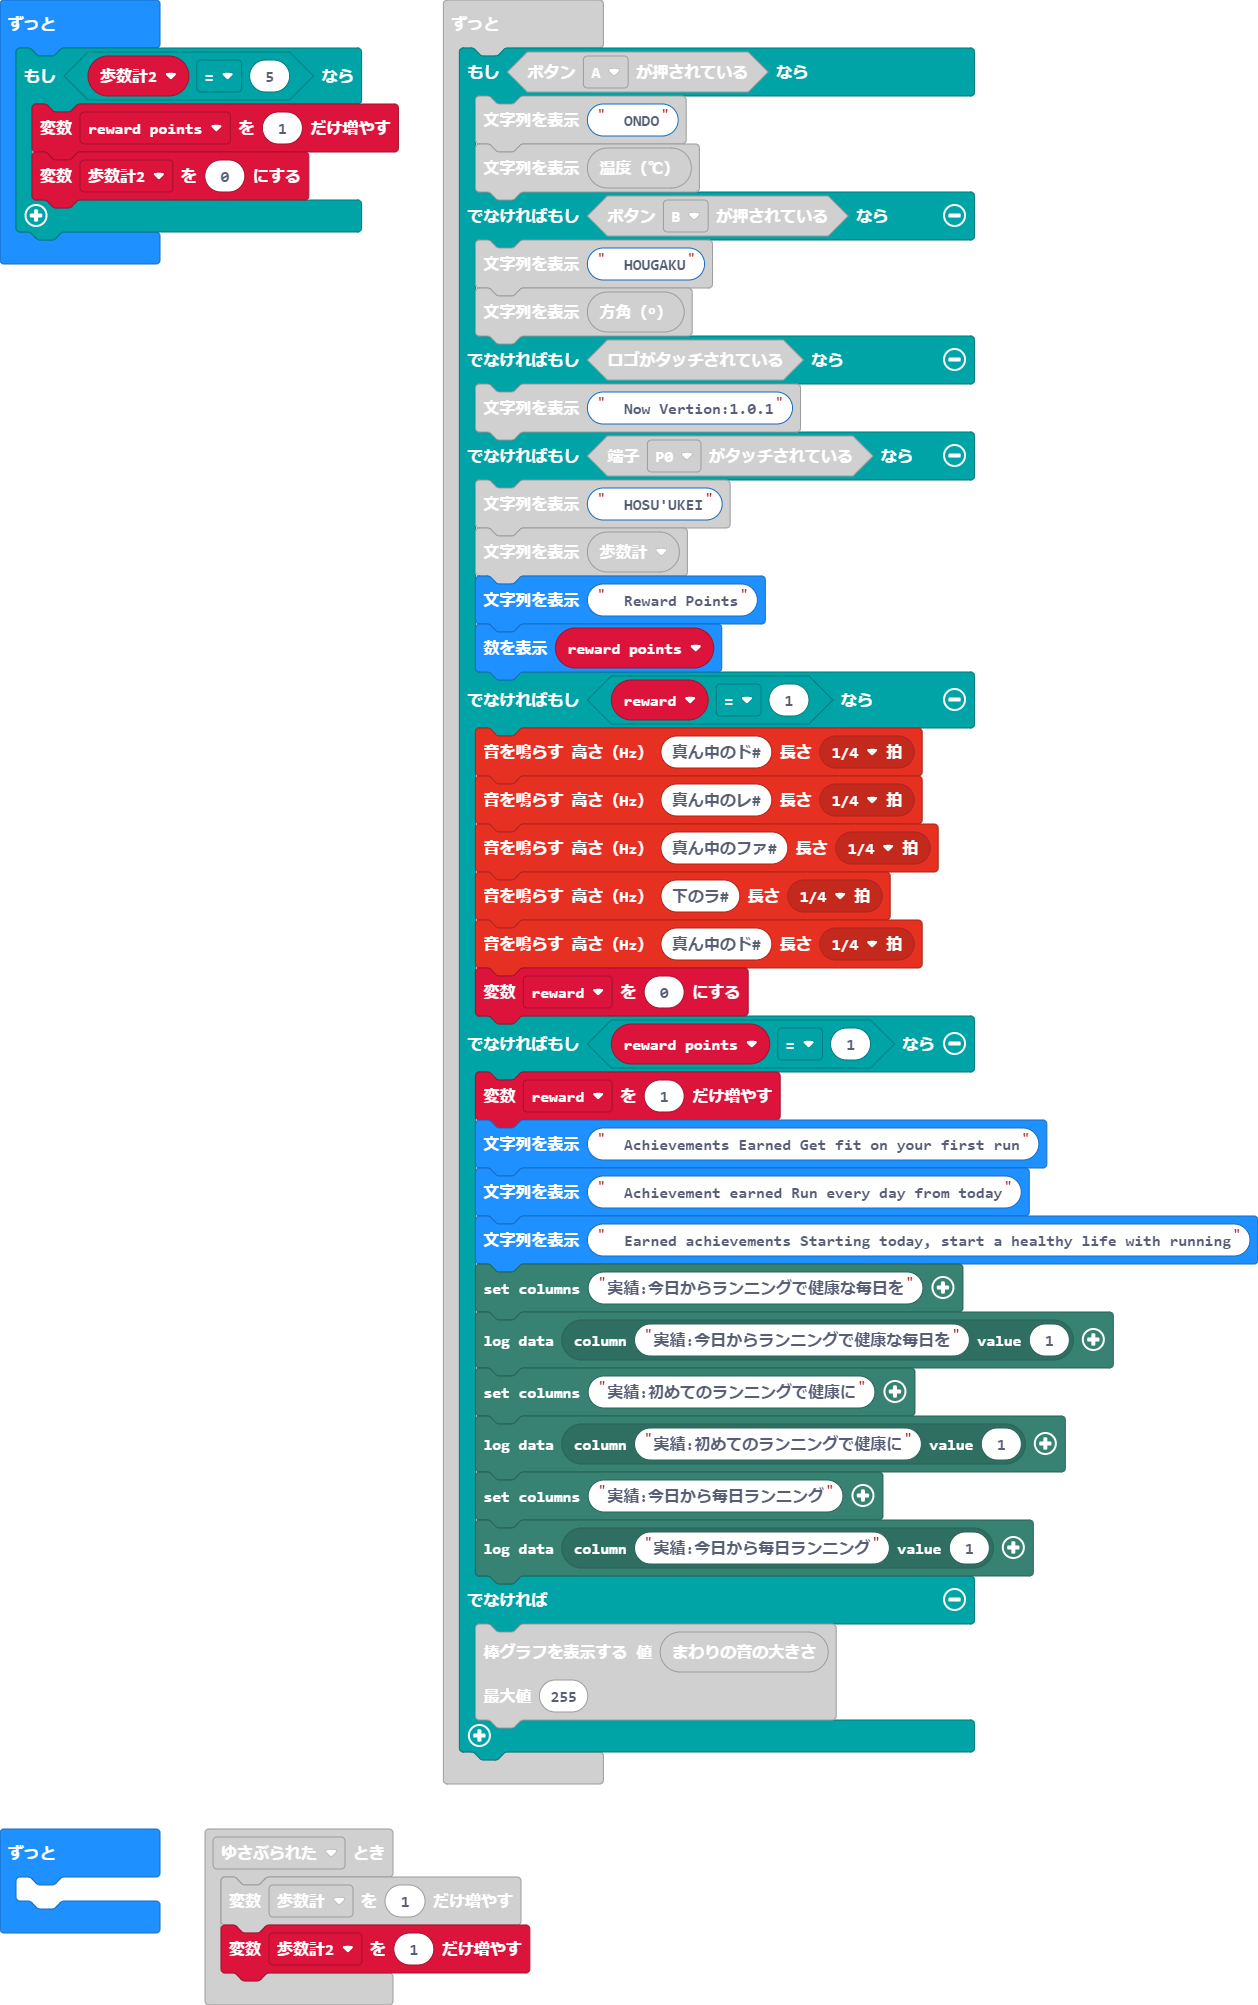 ずっと
もし 歩数計2 = 5 なら
変数 reward points を 1 だけ増やす
変数 歩数計2 を 0 にする
ずっと
もし ボタン A が押されている なら
文字列を表示 " ONDO"
文字列を表示 温度（℃）
でなければもし ボタン B が押されている なら
文字列を表示 " HOUGAKU"
文字列を表示 方角（°）
でなければもし ロゴがタッチされている なら
文字列を表示 " Now Vertion:1.0.1"
でなければもし 端子 P0 がタッチされている なら
文字列を表示 " HOSU'UKEI"
文字列を表示 歩数計
文字列を表示 " Reward Points"
数を表示 reward points
でなければもし reward = 1 なら
音を鳴らす 高さ（Hz） 真ん中のド# 長さ 1/4 拍
音を鳴らす 高さ（Hz） 真ん中のレ# 長さ 1/4 拍
音を鳴らす 高さ（Hz） 真ん中のファ# 長さ 1/4 拍
音を鳴らす 高さ（Hz） 下のラ# 長さ 1/4 拍
音を鳴らす 高さ（Hz） 真ん中のド# 長さ 1/4 拍
変数 reward を 0 にする
でなければもし reward points = 1 なら
変数 reward を 1 だけ増やす
文字列を表示 " Achievements Earned Get fit on your first run"
文字列を表示 " Achievement earned Run every day from today"
文字列を表示 " Earned achievements Starting today, start a healthy life with running"
set columns "実績:今日からランニングで健康な毎日を"
log data column "実績:今日からランニングで健康な毎日を" value 1
set columns "実績:初めてのランニングで健康に"
log data column "実績:初めてのランニングで健康に" value 1
set columns "実績:今日から毎日ランニング"
log data column "実績:今日から毎日ランニング" value 1
でなければ
棒グラフを表示する 値 まわりの音の大きさ
最大値 255
ずっと
ゆさぶられた とき
変数 歩数計 を 1 だけ増やす
変数 歩数計2 を 1 だけ増やす